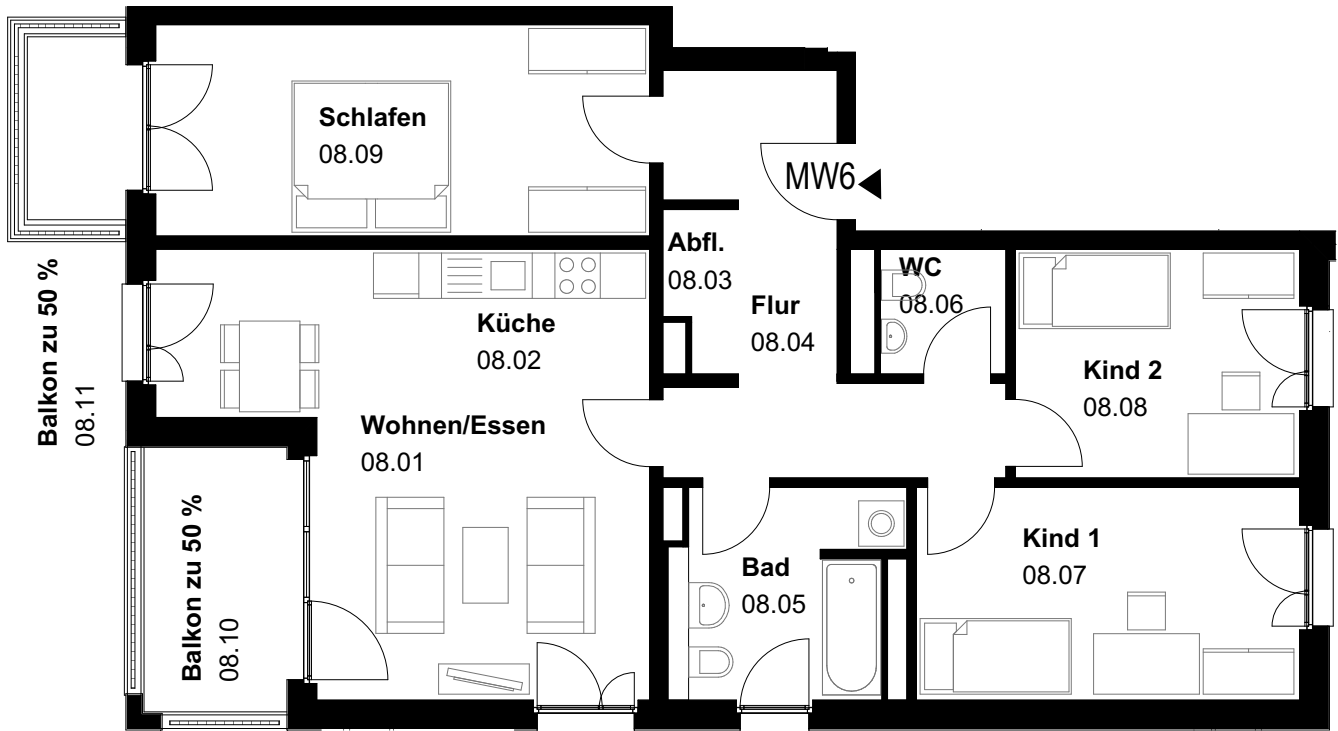 Schlafen
08.09
MW6
Abfl.
08.03
WC
08.06
Flur
08.04
Küche
08.02
Kind 2
08.08
Balkon zu 50 %
08.11
Wohnen/Essen
08.01
Balkon zu 50 %
08.10
Bad
08.05
Kind 1
08.07